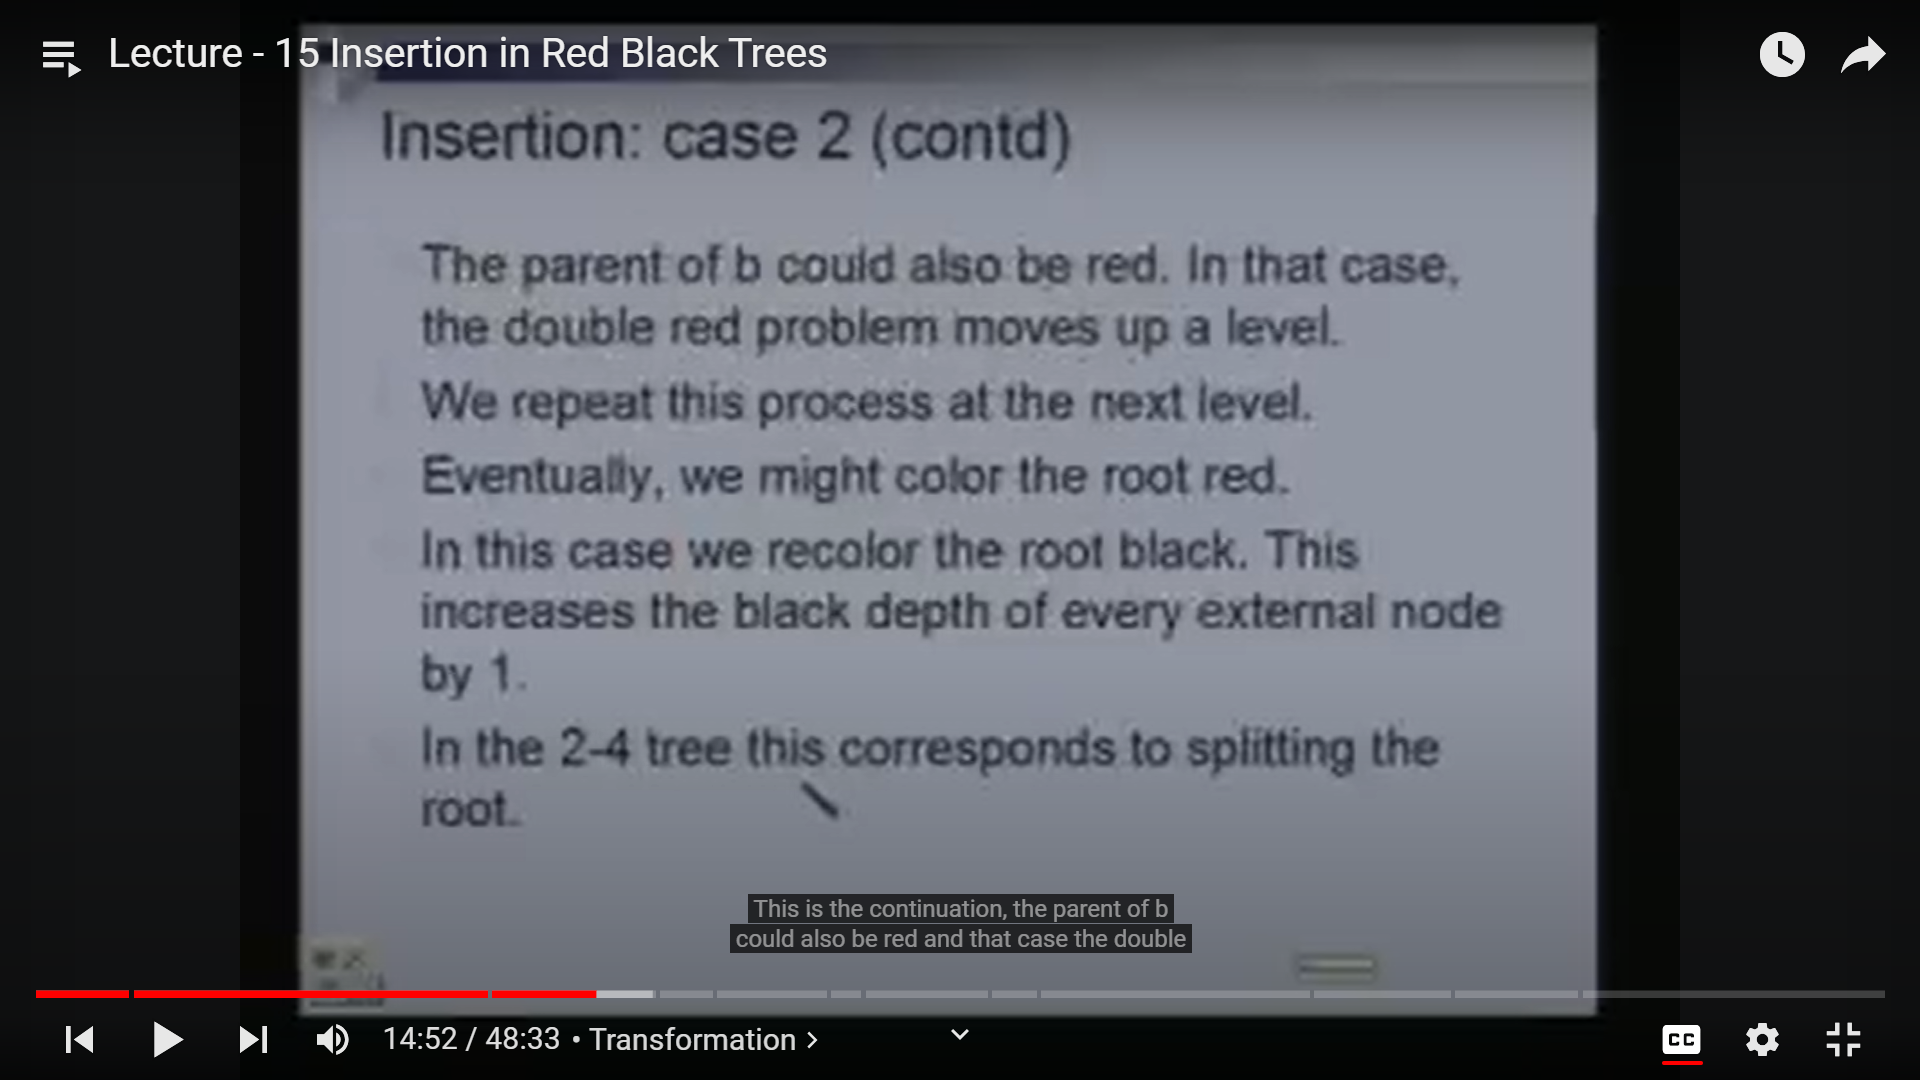 Lecture - 15 Insertion in Red Black Trees
Insertion: case 2 (contd)
The parent of b could also be red. In that case,
the double red problem moves up a level.
We repeat this process at the next level.
Eventually, we might color the root red.
In this case we recolor the root black. This
increases the black depth of every external node
by 1.
In the 2-4 tree this corresponds to splitting the
root.
This is the continuation, the parent of b
could also be red and that case the double
14:52 / 48:33 • Transformation >
CC